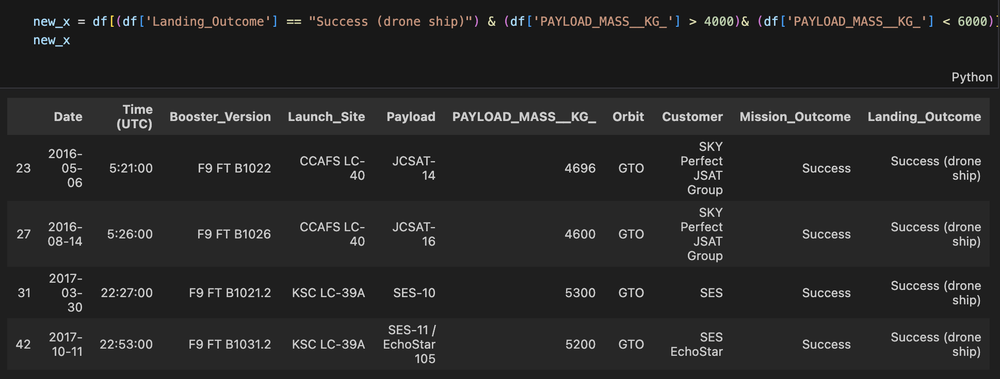 new_x = df[(df['Landing_Outcome'] == "Success (drone ship)") & (df['PAYLOAD_MASS__KG_'] > 4000)& (df['PAYLOAD_MASS__KG_'] < 6000)]
new_x
Python
Date Time (UTC) Booster_Version Launch_Site Payload PAYLOAD_MASS__KG_ Orbit Customer Mission_Outcome Landing_Outcome
23 2016-05-06 5:21:00 F9 FT B1022 CCAFS LC-40 JCSAT-14 4696 GTO SKY Perfect JSAT Group Success Success (drone ship)
27 2016-08-14 5:26:00 F9 FT B1026 CCAFS LC-40 JCSAT-16 4600 GTO SKY Perfect JSAT Group Success Success (drone ship)
31 2017-03-30 22:27:00 F9 FT B1021.2 KSC LC-39A SES-10 5300 GTO SES Success Success (drone ship)
42 2017-10-11 22:53:00 F9 FT B1031.2 KSC LC-39A SES-11 / EchoStar 105 5200 GTO SES EchoStar Success Success (drone ship)